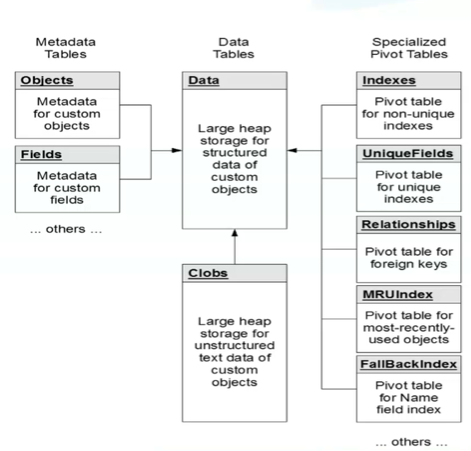 Metadata
Tables
Objects
Metadata
for custom
objects
Fields
Metadata
for custom
fields
... others ...
Data
Tables
Data
Large heap
storage for
structured
data of
custom
objects
Clobs
Large heap
storage for
unstructured
text data of
custom
objects
Specialized
Pivot Tables
Indexes
Pivot table
for non-unique
indexes
UniqueFields
Pivot table
for unique
indexes
Relationships
Pivot table for
foreign keys
MRUIndex
Pivot table for
most-recently-
used objects
FallBackIndex
Pivot table
for Name
field index
... others ...